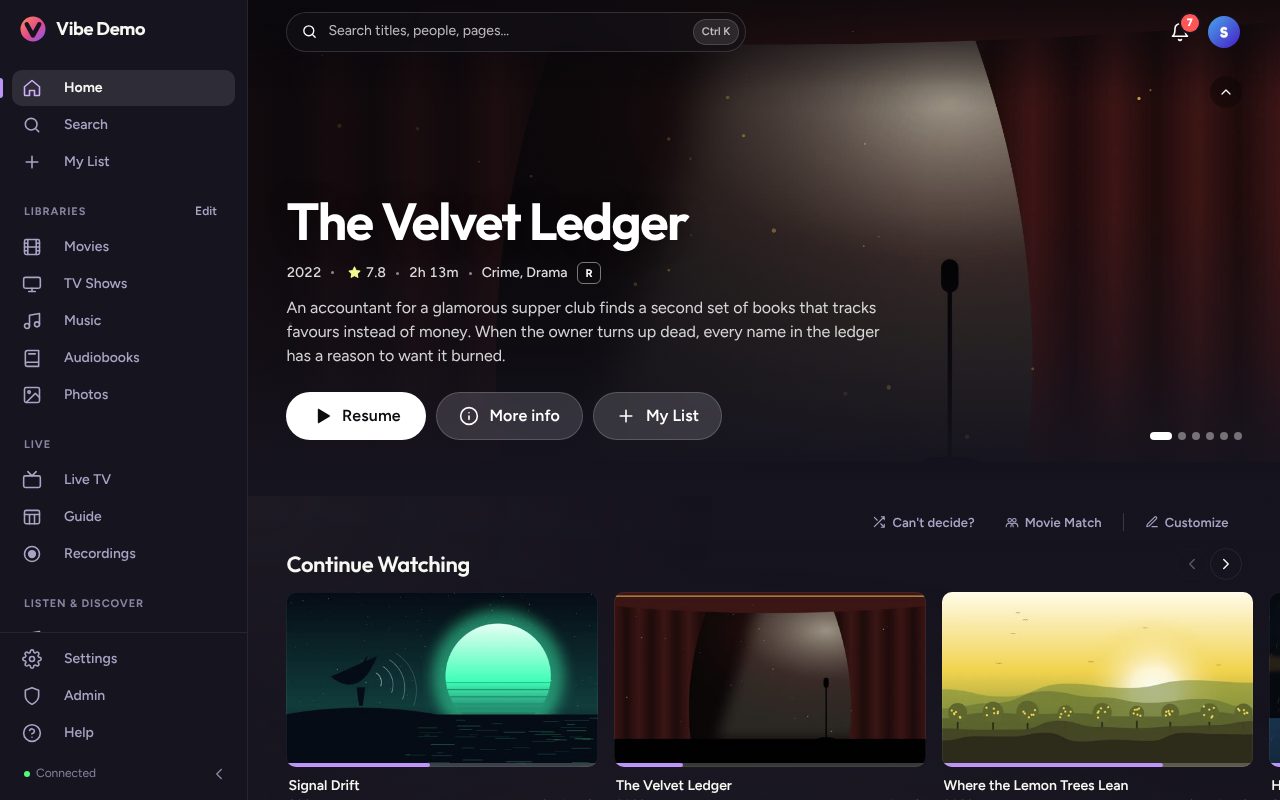 Vibe Demo
Search titles, people, pages...
Ctrl K
7
S
Home
Search
My List
LIBRARIES
Edit
Movies
TV Shows
Music
Audiobooks
Photos
LIVE
Live TV
Guide
Recordings
LISTEN & DISCOVER
Settings
Admin
Help
Connected
The Velvet Ledger
2022 • 7.8 • 2h 13m • Crime, Drama R
An accountant for a glamorous supper club finds a second set of books that tracks
favours instead of money. When the owner turns up dead, every name in the ledger
has a reason to want it burned.
Resume
More info
My List
Can't decide?
Movie Match
Customize
Continue Watching
Signal Drift
The Velvet Ledger
Where the Lemon Trees Lean